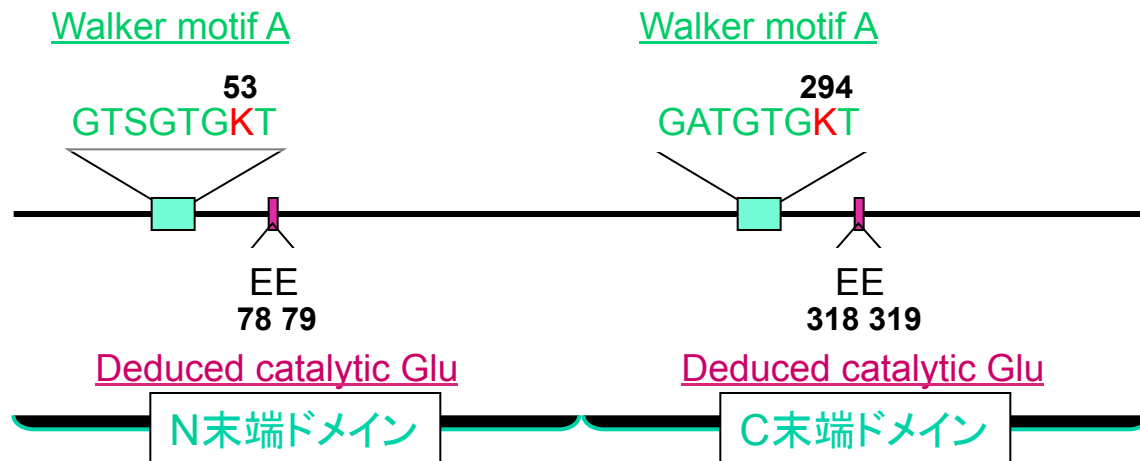 Walker motif A
Walker motif A
53
294
GTSGTGKT
GATGTGKT
EE
EE
78 79
318 319
Deduced catalytic Glu
Deduced catalytic Glu
N末端ドメイン
C末端ドメイン